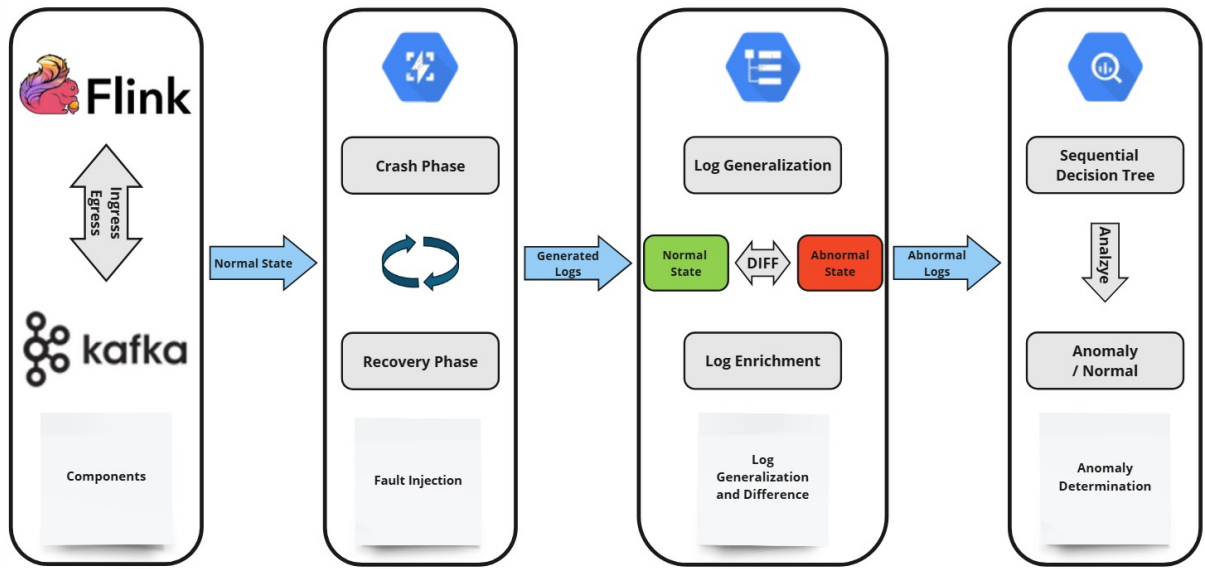 Flink
Ingress
Egress
kafka
Components
Normal State
Crash Phase
Recovery Phase
Fault Injection
Generated
Logs
Log Generalization
Normal
State
DIFF
Abnormal
State
Log Enrichment
Log
Generalization
and Difference
Abnormal
Logs
Sequential
Decision Tree
Analzye
Anomaly
/ Normal
Anomaly
Determination